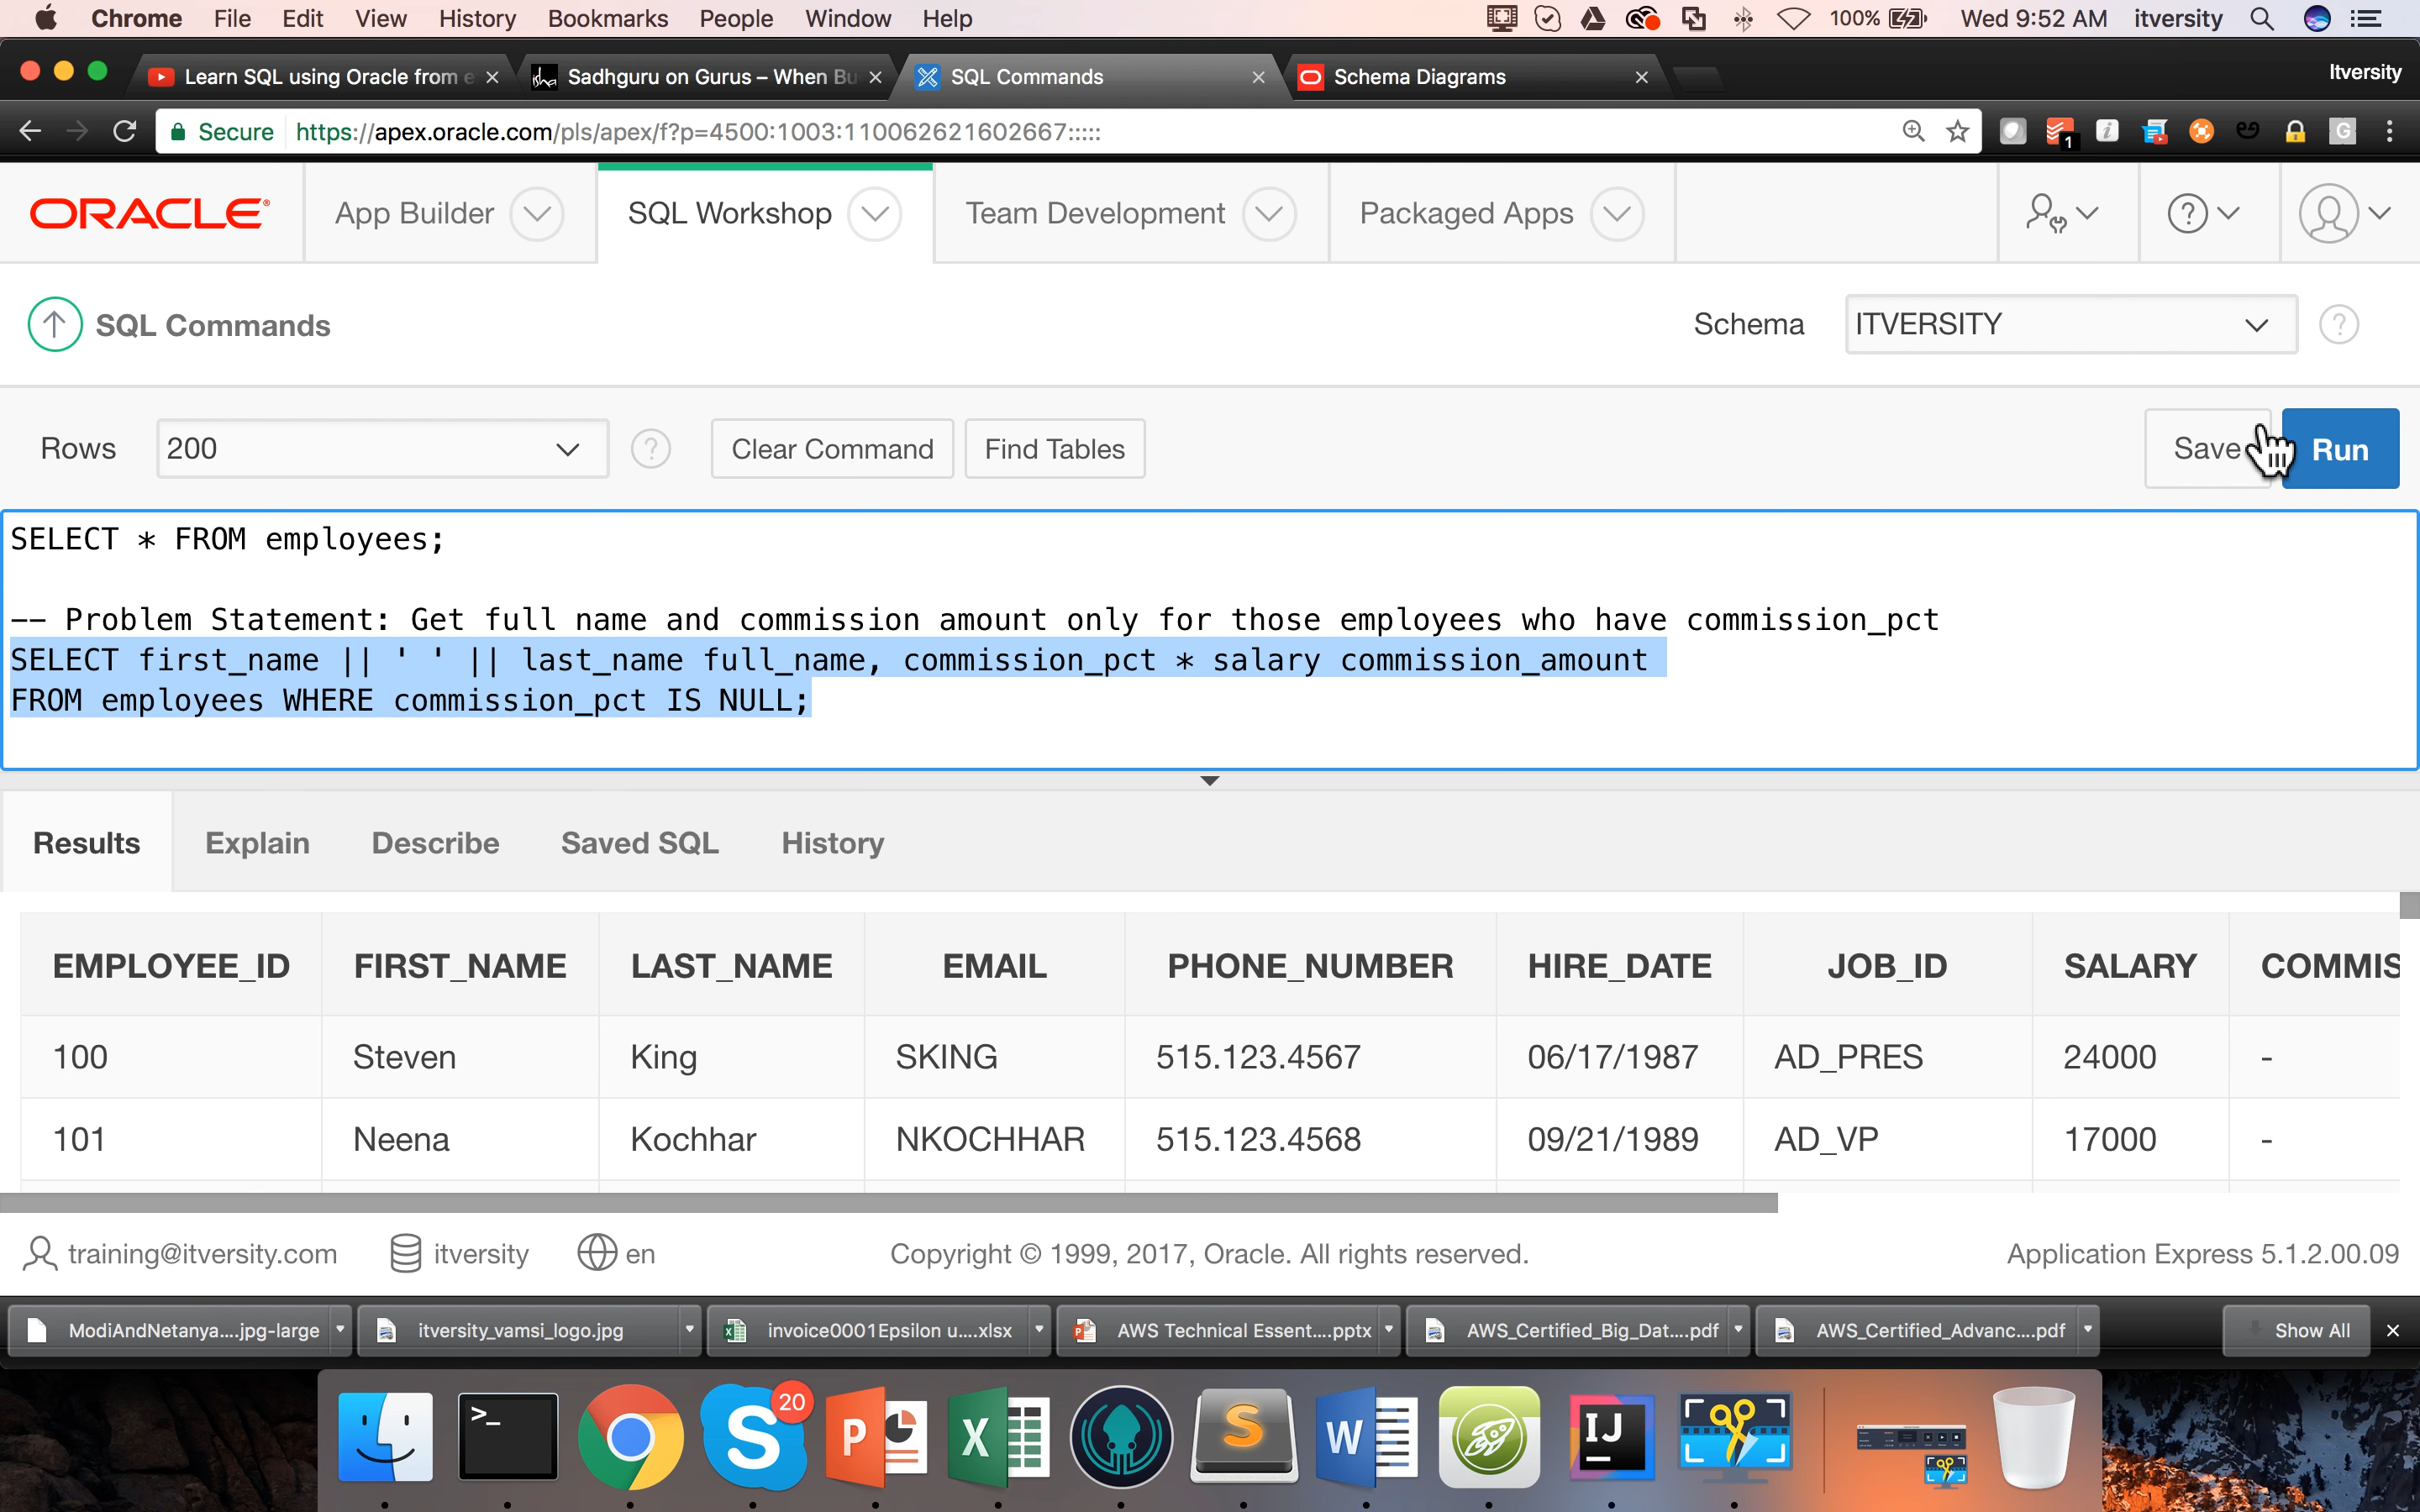 Chrome File Edit View History Bookmarks People Window Help 100% Wed 9:52 AM itversity
Learn SQL using Oracle from e Sadhguru on Gurus – When Bu SQL Commands Schema Diagrams Itversity
Secure https://apex.oracle.com/pls/apex/f?p=4500:1003:110062621602667:::::
1
G
ORACLE App Builder SQL Workshop Team Development Packaged Apps
SQL Commands Schema ITVERSITY
Rows 200 Clear Command Find Tables Save Run
SELECT * FROM employees;
-- Problem Statement: Get full name and commission amount only for those employees who have commission_pct
SELECT first_name || ' ' || last_name full_name, commission_pct * salary commission_amount
FROM employees WHERE commission_pct IS NULL;
Results Explain Describe Saved SQL History
EMPLOYEE_ID FIRST_NAME LAST_NAME EMAIL PHONE_NUMBER HIRE_DATE JOB_ID SALARY COMMIS
100 Steven King SKING 515.123.4567 06/17/1987 AD_PRES 24000 -
101 Neena Kochhar NKOCHHAR 515.123.4568 09/21/1989 AD_VP 17000 -
training@itversity.com itversity en Copyright © 1999, 2017, Oracle. All rights reserved. Application Express 5.1.2.00.09
ModiAndNetanya....jpg-large itversity_vamsi_logo.jpg invoice0001Epsilon u....xlsx AWS Technical Essent....pptx AWS_Certified_Big_Dat....pdf AWS_Certified_Advanc....pdf Show All
>_ S 20 P X S W IJ